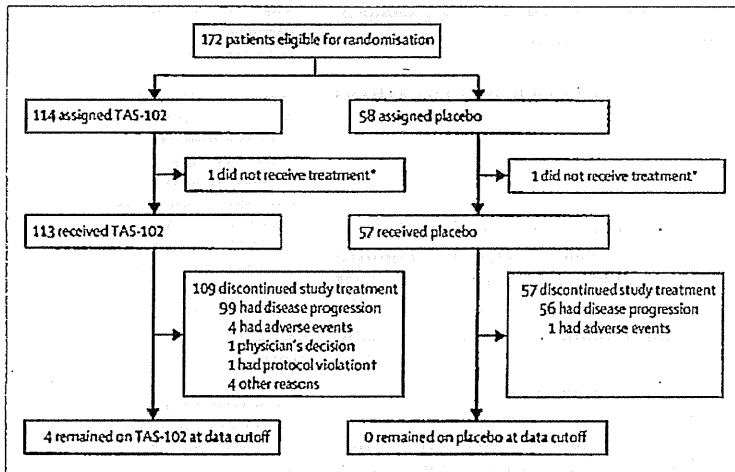 172 patients eligible for randomisation
114 assigned TAS-102
58 assigned placebo
1 did not receive treatment*
1 did not receive treatment*
113 received TAS-102
57 received placebo
109 discontinued study treatment
99 had disease progression
4 had adverse events
1 physician's decision
1 had protocol violation†
4 other reasons
57 discontinued study treatment
56 had disease progression
1 had adverse events
4 remained on TAS-102 at data cutoff
0 remained on placebo at data cutoff